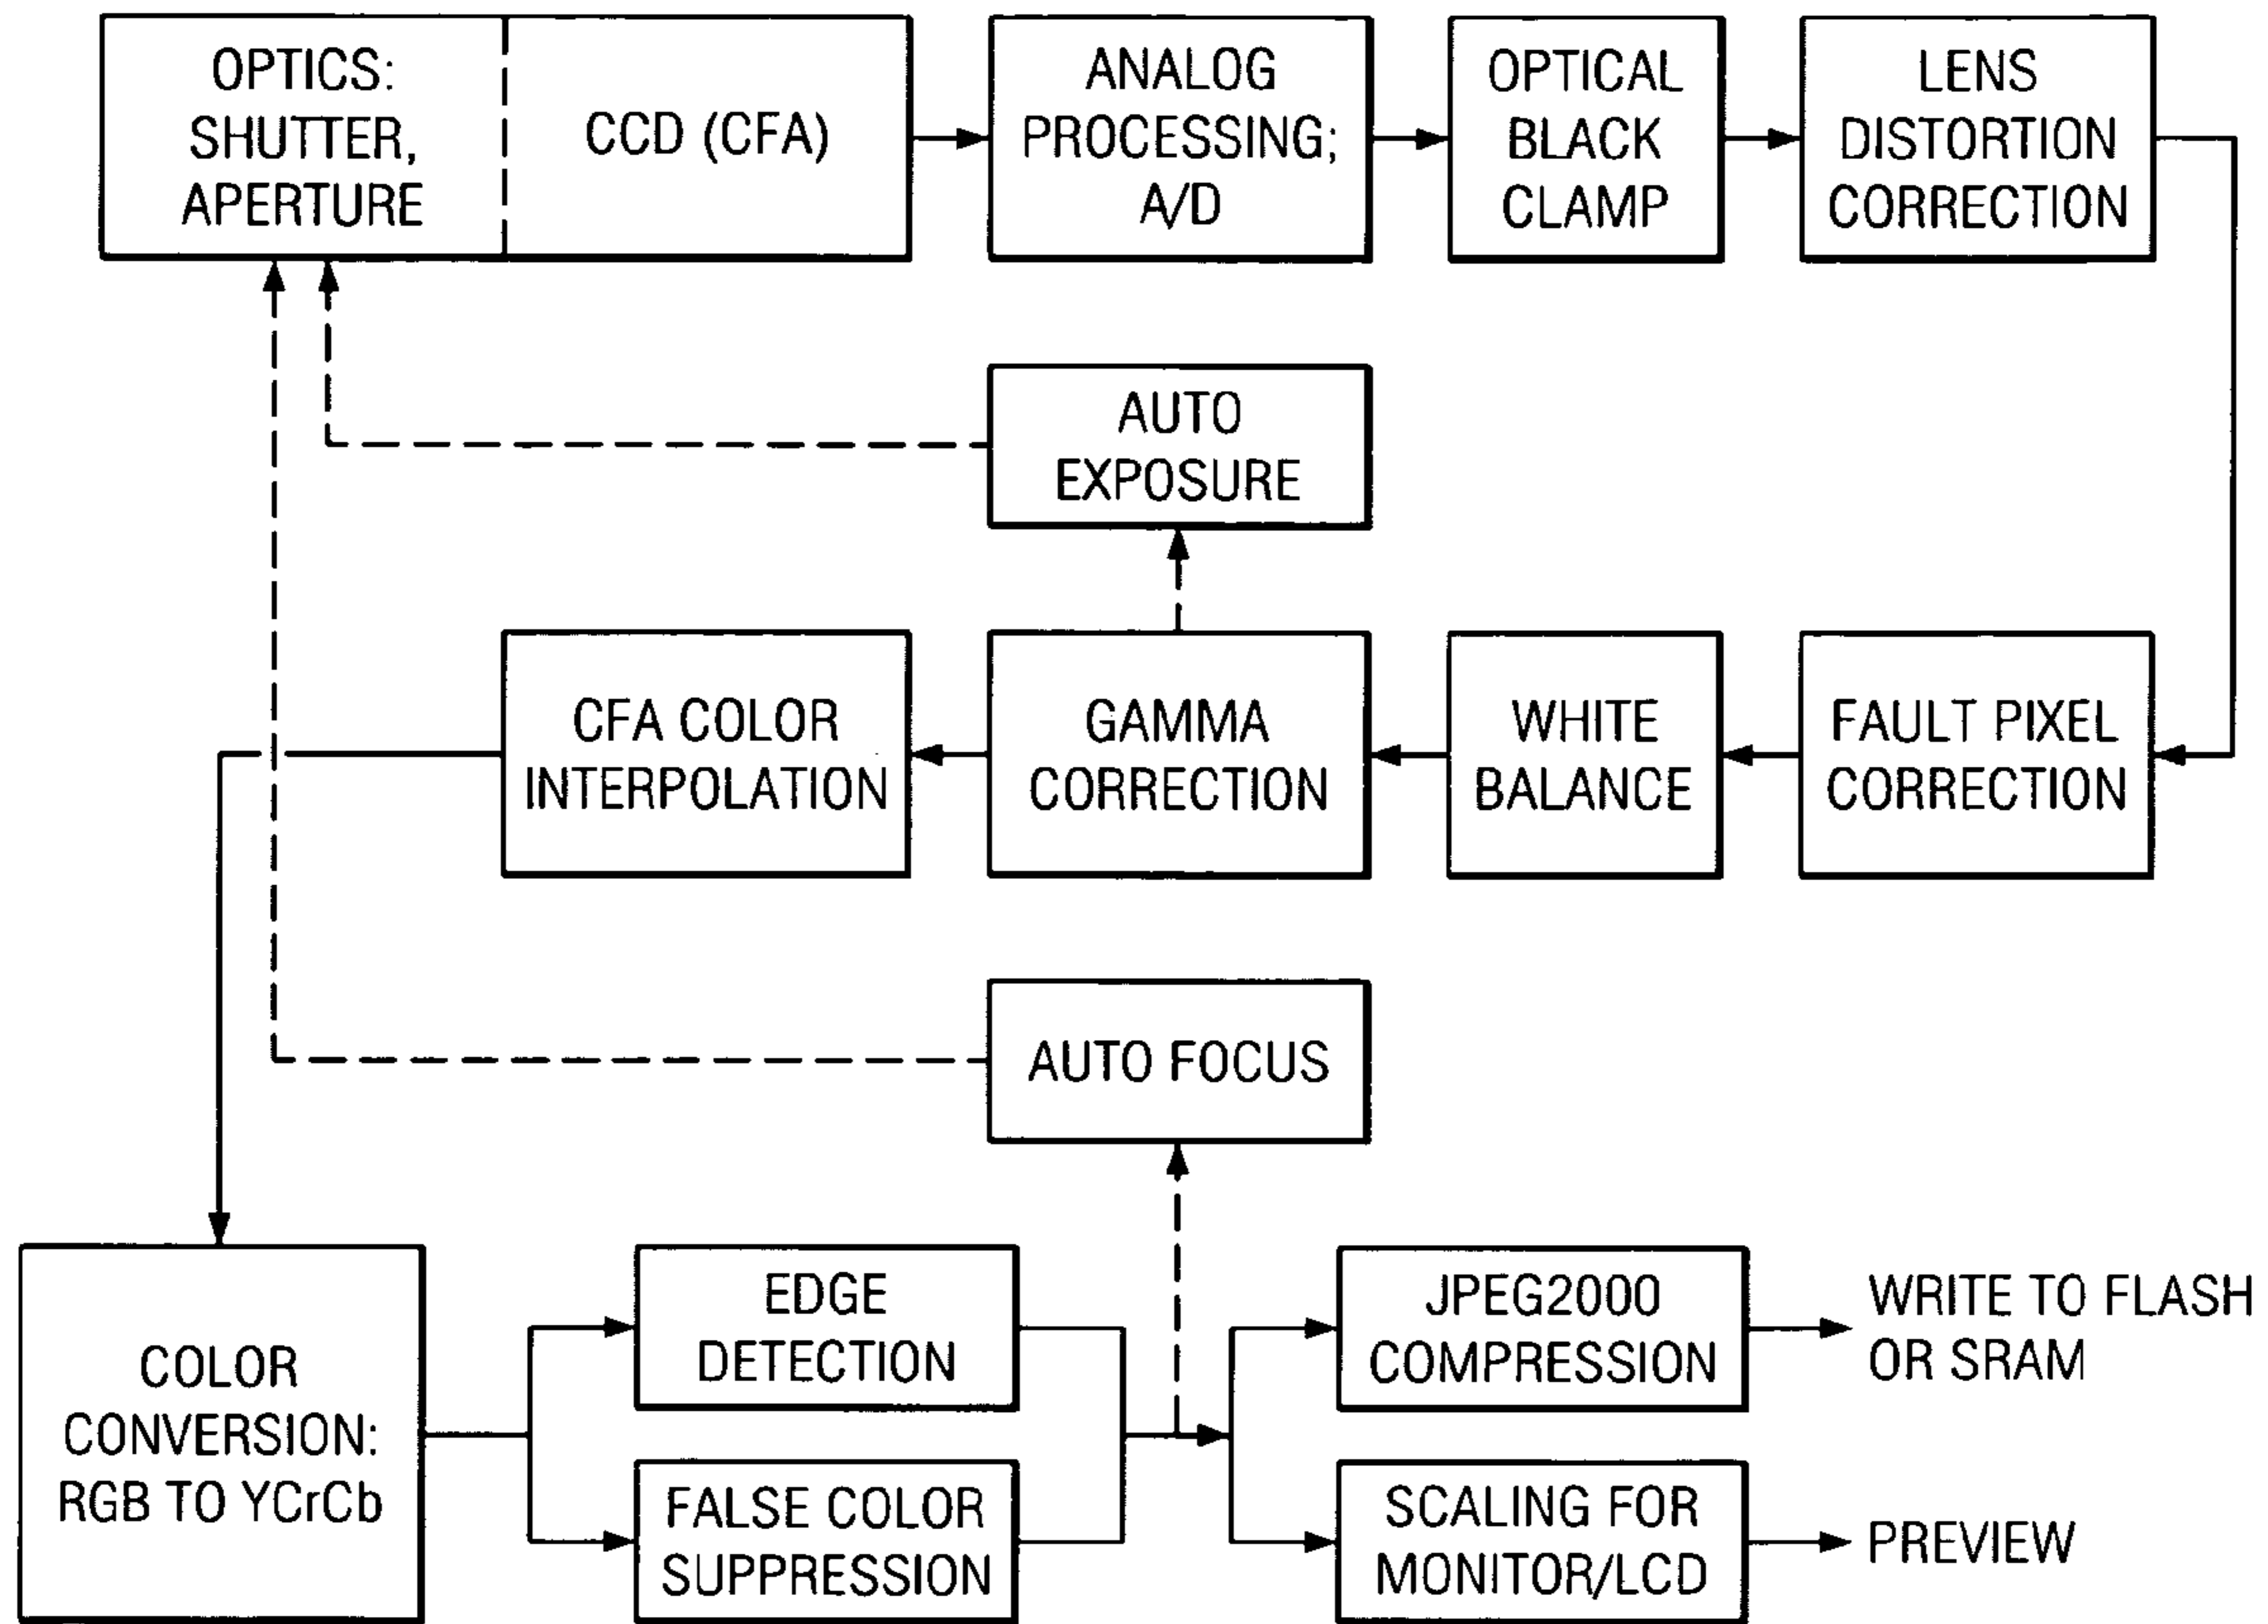 OPTICS:
SHUTTER,
APERTURE
CCD (CFA)
ANALOG
PROCESSING;
A/D
OPTICAL
BLACK
CLAMP
LENS
DISTORTION
CORRECTION
AUTO
EXPOSURE
CFA COLOR
INTERPOLATION
GAMMA
CORRECTION
WHITE
BALANCE
FAULT PIXEL
CORRECTION
AUTO FOCUS
COLOR
CONVERSION:
RGB TO YCrCb
EDGE
DETECTION
FALSE COLOR
SUPPRESSION
JPEG2000
COMPRESSION
WRITE TO FLASH
OR SRAM
SCALING FOR
MONITOR/LCD
PREVIEW